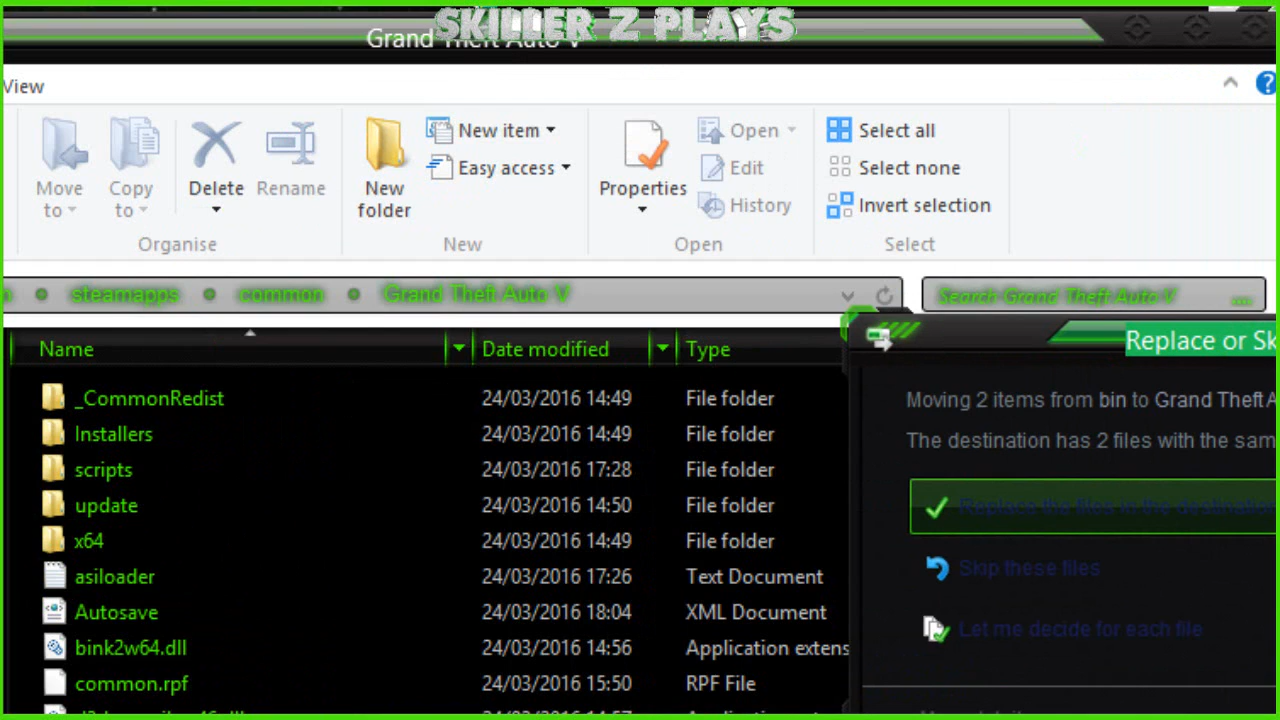 SKILLER Z PLAYS
Grand Theft Auto V
View
Move to
Copy to
Delete
Rename
New folder
New item
Easy access
Properties
Open
Edit
History
Select all
Select none
Invert selection
Organise
New
Open
Select
steamapps
common
Grand Theft Auto V
Search Grand Theft Auto V
Name Date modified Type
_CommonRedist 24/03/2016 14:49 File folder
Installers 24/03/2016 14:49 File folder
scripts 24/03/2016 17:28 File folder
update 24/03/2016 14:50 File folder
x64 24/03/2016 14:49 File folder
asiloader 24/03/2016 17:26 Text Document
Autosave 24/03/2016 18:04 XML Document
bink2w64.dll 24/03/2016 14:56 Application extens
common.rpf 24/03/2016 15:50 RPF File
Replace or Sk
Moving 2 items from bin to Grand Theft A
The destination has 2 files with the sam
Replace the files in the destination
Skip these files
Let me decide for each file